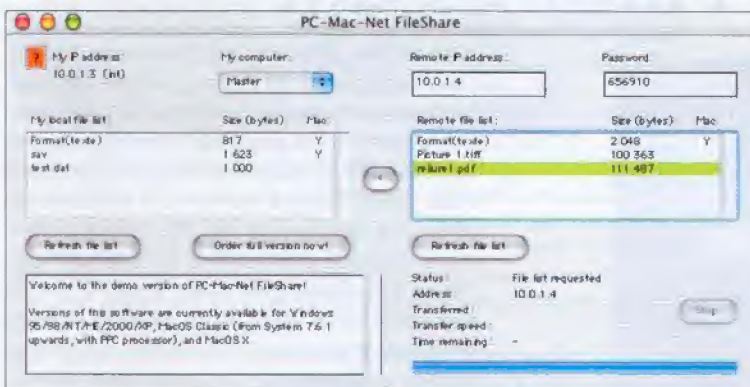 PC-Mac-Net FileShare
? My IP address:
10.0.1.3 (int)
My computer:
Master
Remote IP address:
10.0.1.4
Password:
656910
My local file list: Size (bytes) Mac:
Format(texte) 817 Y
sav 1 623 Y
test.dat 1 000
<
Remote file list: Size (bytes) Mac:
Format(texte) 2 048 Y
Picture 1.tiff 100 363
reliure1.pdf 111 487
Refresh file list
Order full version now!
Refresh file list
Welcome to the demo version of PC-Mac-Net FileShare!
Versions of this software are currently available for Windows
95/98/NT/ME/2000/XP, MacOS Classic (from System 7.6.1
upwards, with PPC processor), and MacOS X
Status: File list requested
Address: 10.0.1.4
Transferred:
Transfer speed:
Time remaining: -
Stop